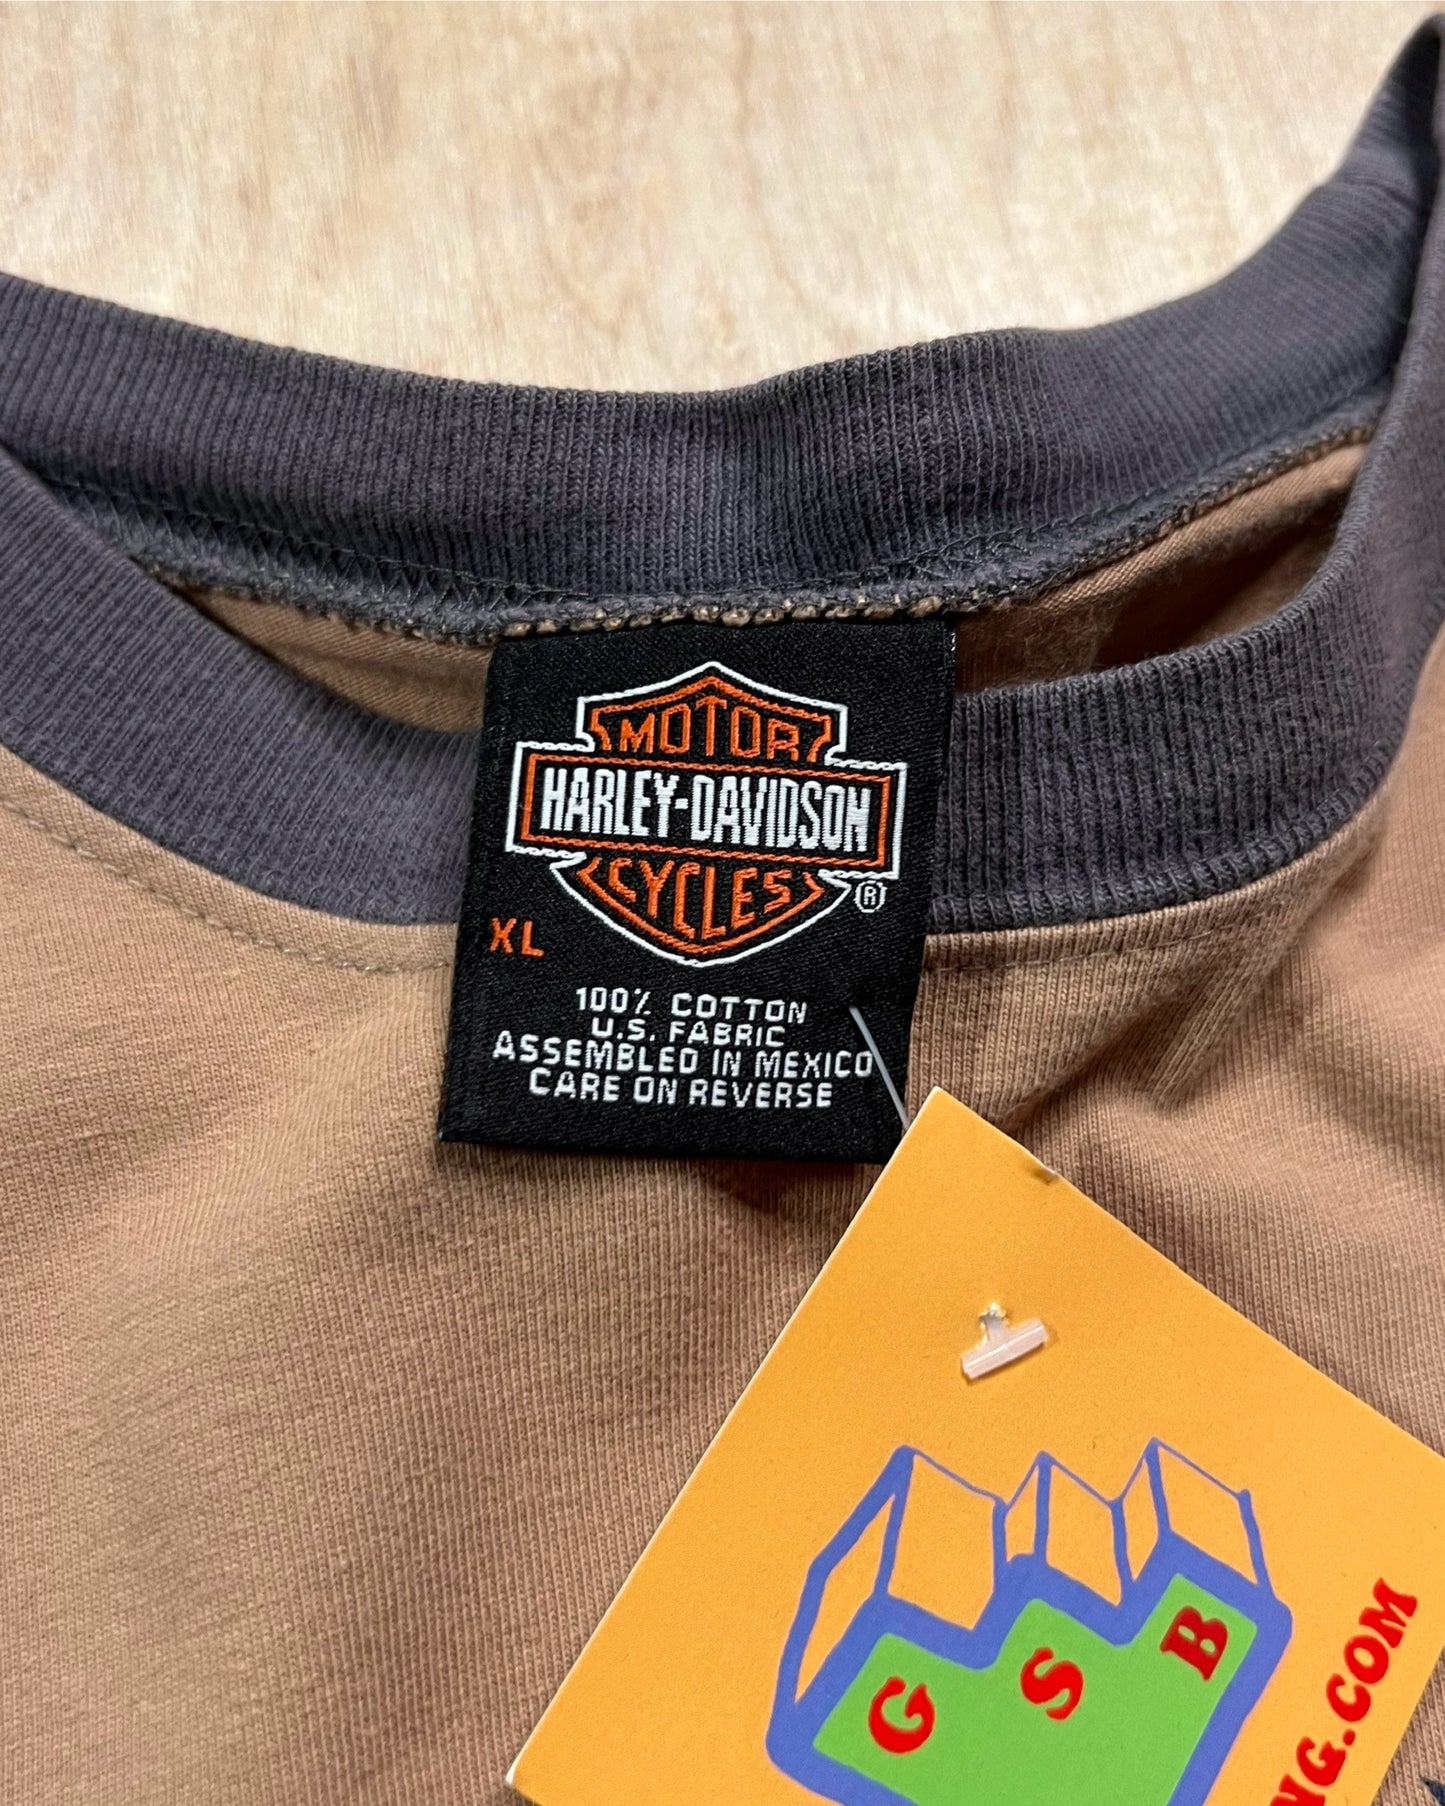 MOTOR
HARLEY-DAVIDSON
CYCLES
®
XL
100% COTTON
U.S. FABRIC
ASSEMBLED IN MEXICO
CARE ON REVERSE
G S B
NG.COM